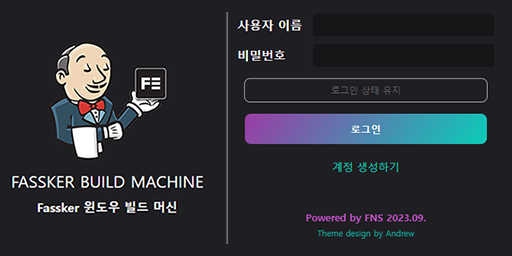 FE
FASSKER BUILD MACHINE
Fassker 윈도우 빌드 머신
사용자 이름
비밀번호
로그인 상태 유지
로그인
계정 생성하기
Powered by FNS 2023.09.
Theme design by Andrew